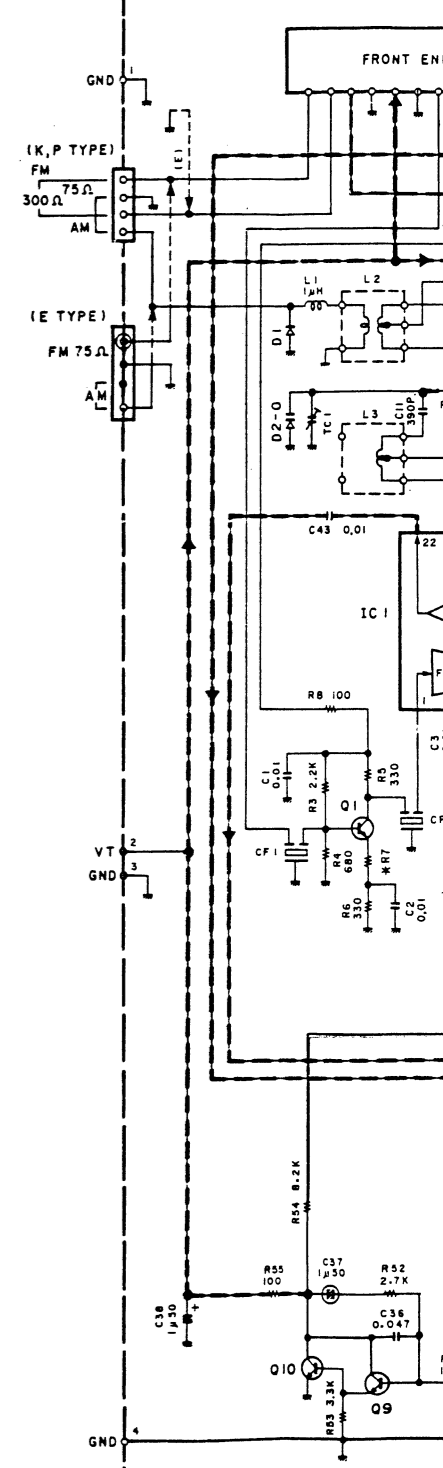 FRONT EN
GND 1
(K, P TYPE)
FM
75Ω
300Ω
AM
(E)
L1
1μH
L2
(E TYPE)
FM 75Ω
AM
D1
D2-0
TC1
L3
C11
390P
C43 0.01
22
IC1
F
1
C3
R8 100
C1
0.01
R3 2.2K
R5
330
Q1
CF1
R4
680
*R7
CF
VT 2
GND 3
R6
330
C2
0.01
R54 8.2K
R55
100
C37
1μ50
R52
2.7K
C38
1μ50
+
C36
0.047
Q10
R53 3.3K
Q9
GND 4